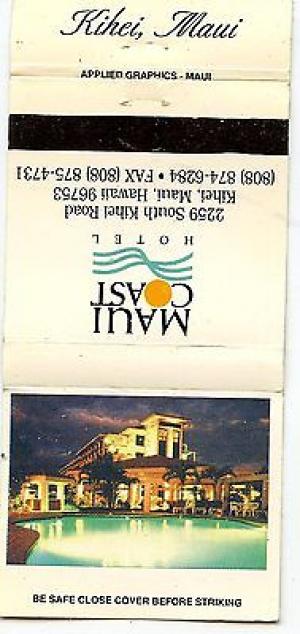 Kihei, Maui
APPLIED GRAPHICS - MAUI
MAUI
COAST
HOTEL
2259 South Kihei Road
Kihei, Maui, Hawaii 96753
(808) 874-6284 • FAX (808) 875-4731
BE SAFE CLOSE COVER BEFORE STRIKING